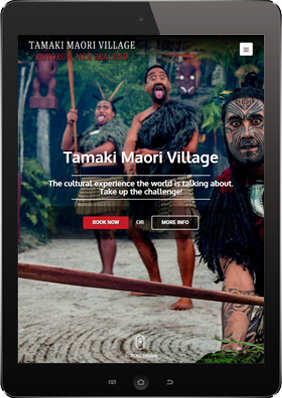 TAMAKI MAORI VILLAGE
ROTORUA, NEW ZEALAND
Tamaki Maori Village
The cultural experience the world is talking about.
Take up the challenge!
BOOK NOW OR MORE INFO
SCROLL DOWN